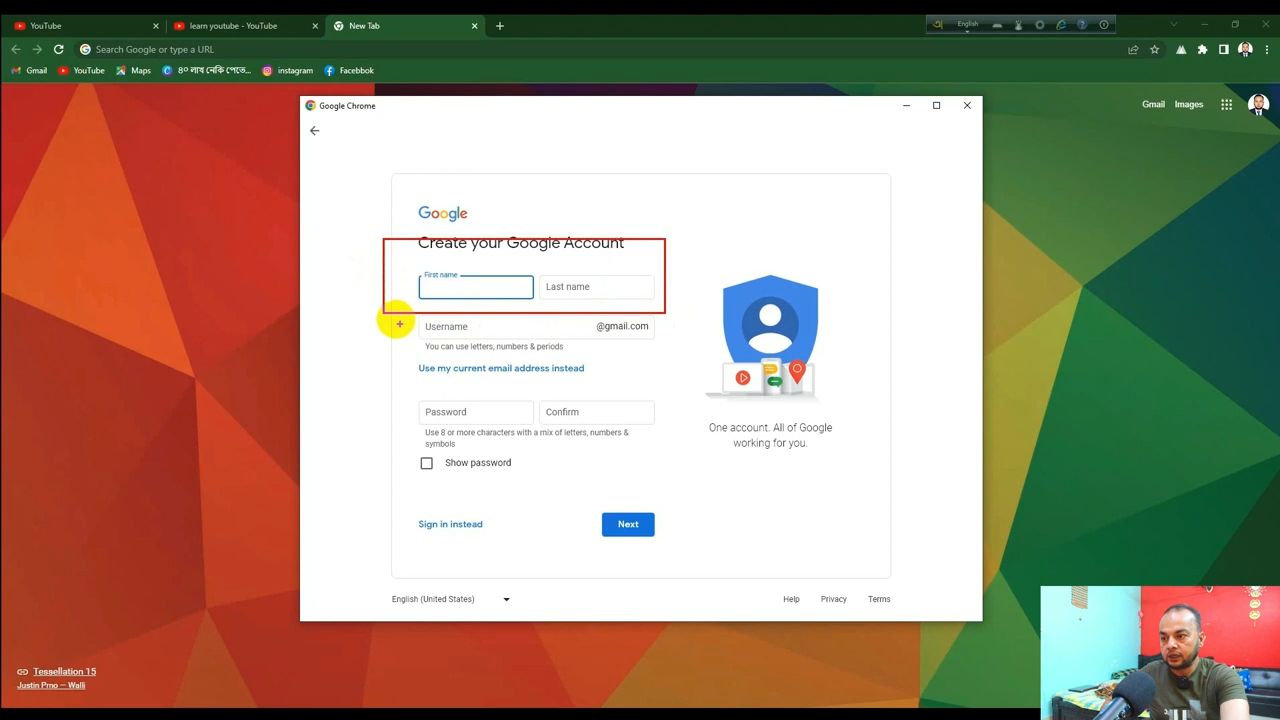 YouTube
learn youtube - YouTube
New Tab
English
Search Google or type a URL
Gmail
YouTube
Maps
৪০ লাখ নেকি পেতে...
instagram
Facebbok
Google Chrome
Gmail
Images
Google
Create your Google Account
First name
Last name
Username
@gmail.com
You can use letters, numbers & periods
Use my current email address instead
Password
Confirm
Use 8 or more characters with a mix of letters, numbers &
symbols
Show password
One account. All of Google
working for you.
Sign in instead
Next
English (United States)
Help
Privacy
Terms
Tessellation 15
Justin Prno — Walli